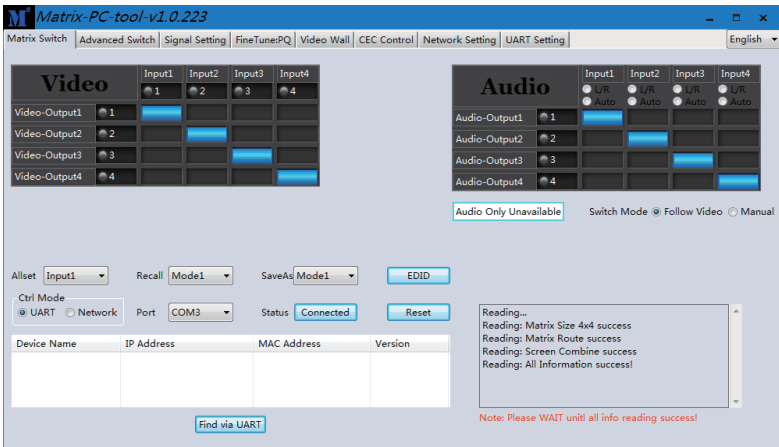 M Matrix-PC-tool-v1.0.223
Matrix Switch Advanced Switch Signal Setting FineTune:PQ Video Wall CEC Control Network Setting UART Setting English
Video Input1 Input2 Input3 Input4
1 2 3 4
Video-Output1 1
Video-Output2 2
Video-Output3 3
Video-Output4 4
Audio Input1 Input2 Input3 Input4
L/R L/R L/R L/R
Auto Auto Auto Auto
Audio-Output1 1
Audio-Output2 2
Audio-Output3 3
Audio-Output4 4
Audio Only Unavailable Switch Mode Follow Video Manual
Allset Input1 Recall Mode1 SaveAs Mode1 EDID
Ctrl Mode
UART Network Port COM3 Status Connected Reset
Device Name IP Address MAC Address Version
Find via UART
Reading...
Reading: Matrix Size 4x4 success
Reading: Matrix Route success
Reading: Screen Combine success
Reading: All Information success!
Note: Please WAIT unitl all info reading success!